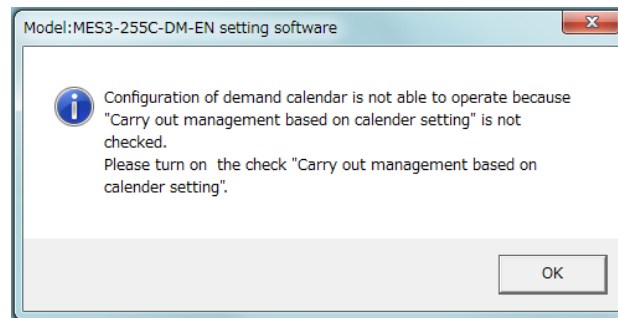 Model:MES3-255C-DM-EN setting software
Configuration of demand calendar is not able to operate because
"Carry out management based on calender setting" is not
checked.
Please turn on  the check "Carry out management based on
calender setting".
OK